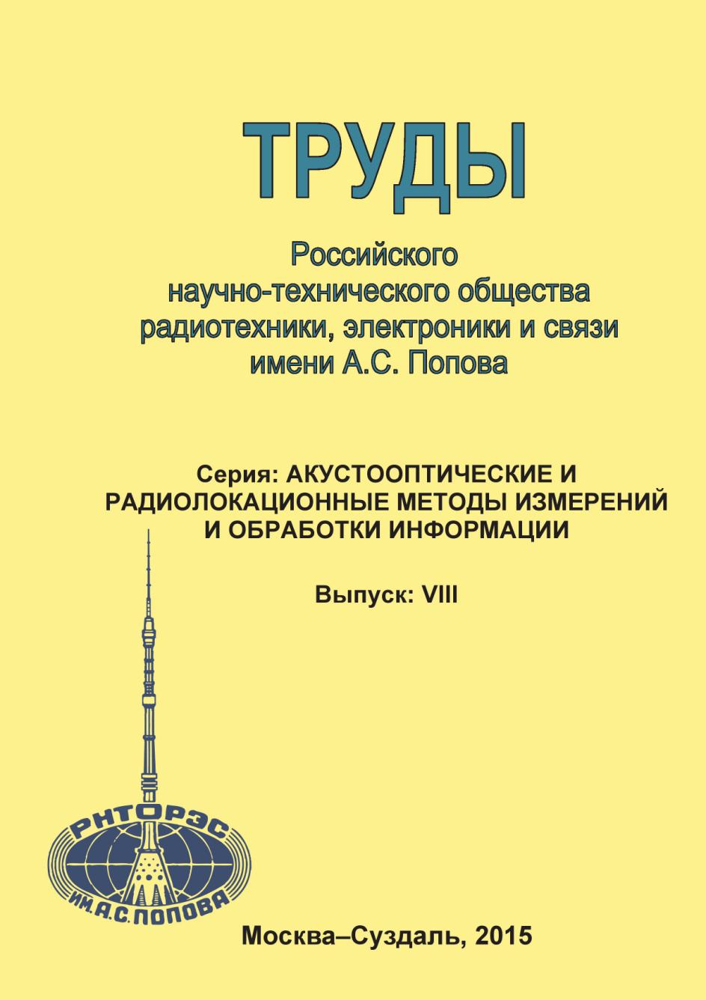 ТРУДЫ
Российского
научно-технического общества
радиотехники, электроники и связи
имени А.С. Попова
Серия: АКУСТООПТИЧЕСКИЕ И
РАДИОЛОКАЦИОННЫЕ МЕТОДЫ ИЗМЕРЕНИЙ
И ОБРАБОТКИ ИНФОРМАЦИИ
Выпуск: VIII
РНТОРЭС
ИМ.А.С.ПОПОВА
Москва–Суздаль, 2015